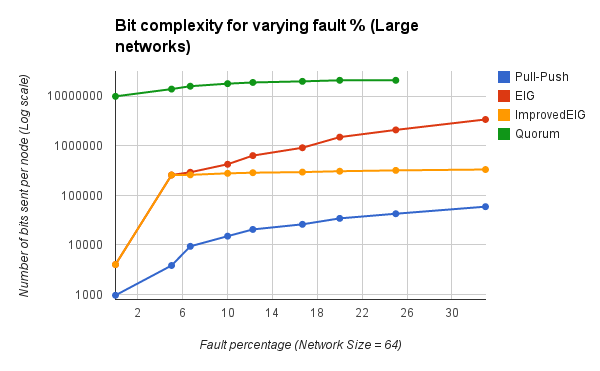 Bit complexity for varying fault % (Large
networks)
Number of bits sent per node (Log scale)
10000000
1000000
100000
10000
1000
2
6
10
14
18
22
26
30
Fault percentage (Network Size = 64)
Pull-Push
EIG
ImprovedEIG
Quorum